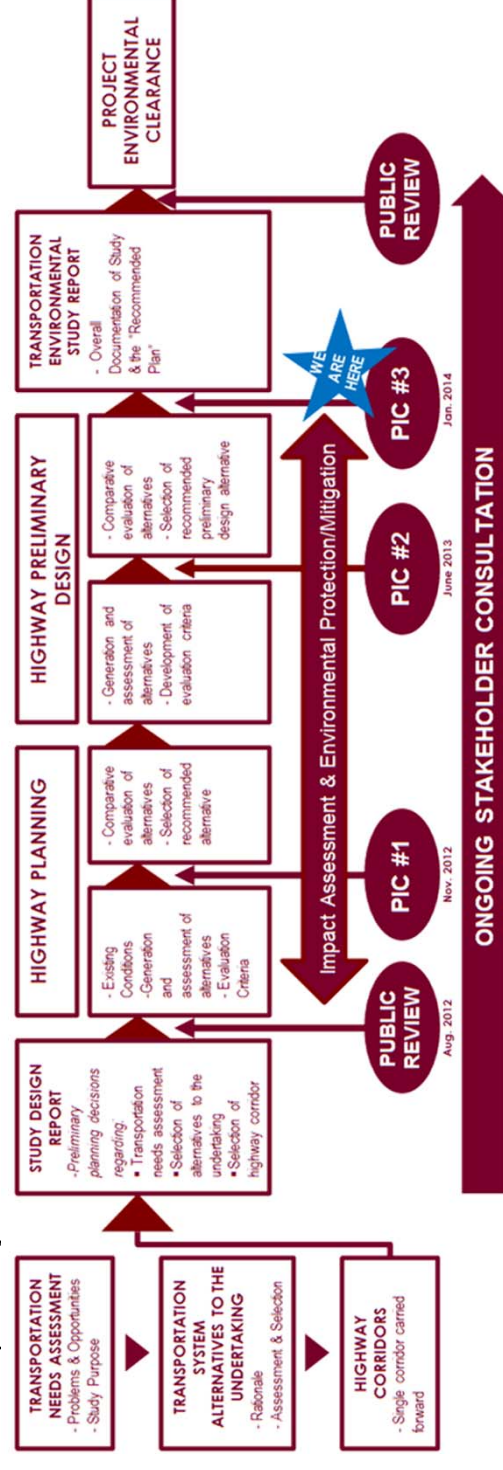 TRANSPORTATION
NEEDS ASSESSMENT
- Problems & Opportunities
- Study Purpose
TRANSPORTATION
SYSTEM
ALTERNATIVES TO THE
UNDERTAKING
- Rationale
- Assessment & Selection
HIGHWAY
CORRIDORS
- Single corridor carried
forward
STUDY DESIGN
REPORT
-Preliminary
planning decisions
regarding:
▪ Transportation
needs assessment
▪ Selection of
alternatives to the
undertaking
▪ Selection of
highway corridor
HIGHWAY PLANNING
- Existing
Conditions
-Generation
and
assessment of
alternatives
- Evaluation
Criteria
- Comparative
evaluation of
alternatives
- Selection of
recommended
alternative
HIGHWAY PRELIMINARY
DESIGN
- Generation and
assessment of
alternatives
- Development of
evaluation criteria
- Comparative
evaluation of
alternatives
- Selection of
recommended
preliminary
design alternative
TRANSPORTATION
ENVIRONMENTAL
STUDY REPORT
- Overall
Documentation of Study
& the "Recommended
Plan"
PROJECT
ENVIRONMENTAL
CLEARANCE
Impact Assessment & Environmental Protection/Mitigation
WE
ARE
HERE
PUBLIC
REVIEW
Aug. 2012
PIC #1
Nov. 2012
PIC #2
June 2013
PIC #3
Jan. 2014
PUBLIC
REVIEW
ONGOING STAKEHOLDER CONSULTATION